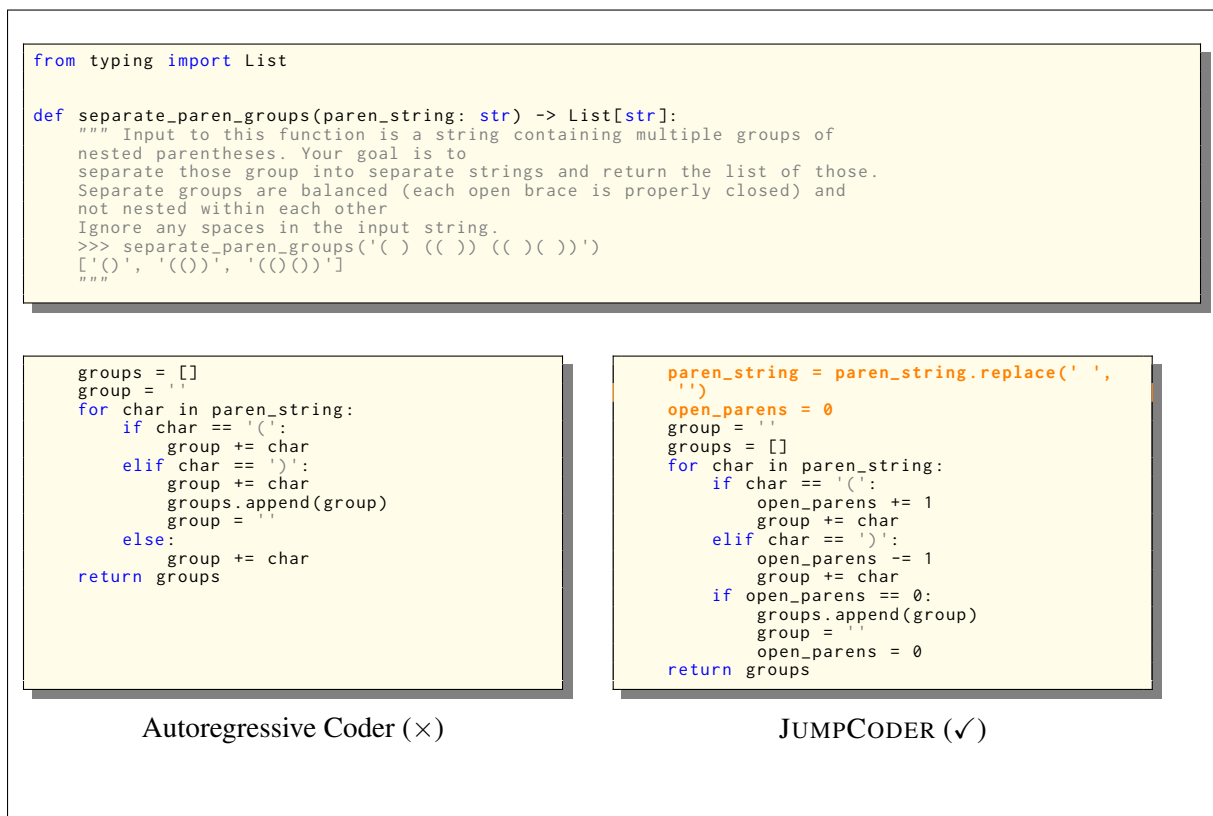 from typing import List
def separate_paren_groups(paren_string: str) -> List[str]:
    """ Input to this function is a string containing multiple groups of
    nested parentheses. Your goal is to
    separate those group into separate strings and return the list of those.
    Separate groups are balanced (each open brace is properly closed) and
    not nested within each other
    Ignore any spaces in the input string.
    >>> separate_paren_groups('( ) (( )) (( )( ))')
    ['()', '(())', '(()())']
    """
    groups = []
    group = ''
    for char in paren_string:
        if char == '(':
            group += char
        elif char == ')':
            group += char
            groups.append(group)
            group = ''
        else:
            group += char
    return groups
Autoregressive Coder (×)
    paren_string = paren_string.replace(' ',
    '')
    open_parens = 0
    group = ''
    groups = []
    for char in paren_string:
        if char == '(':
            open_parens += 1
            group += char
        elif char == ')':
            open_parens -= 1
            group += char
        if open_parens == 0:
            groups.append(group)
            group = ''
            open_parens = 0
    return groups
JUMPCODER (✓)